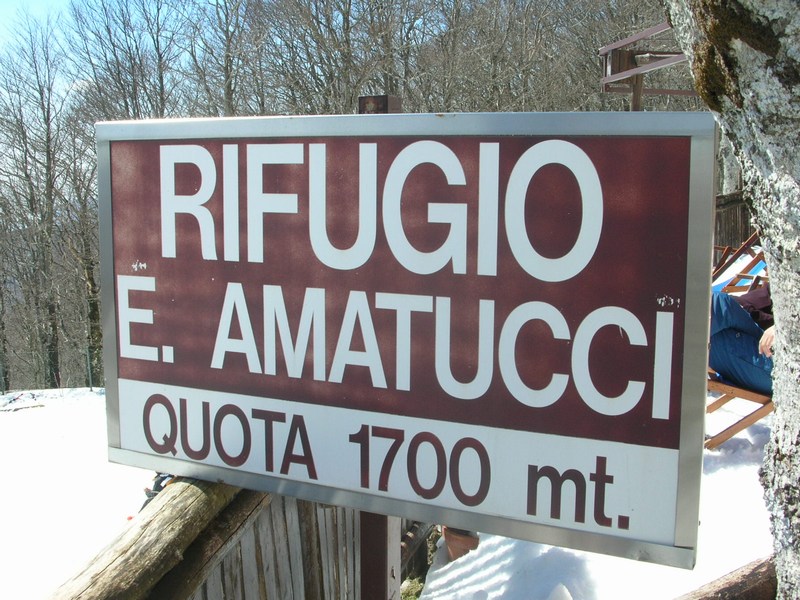 RIFUGIO
E. AMATUCCI
QUOTA 1700 mt.